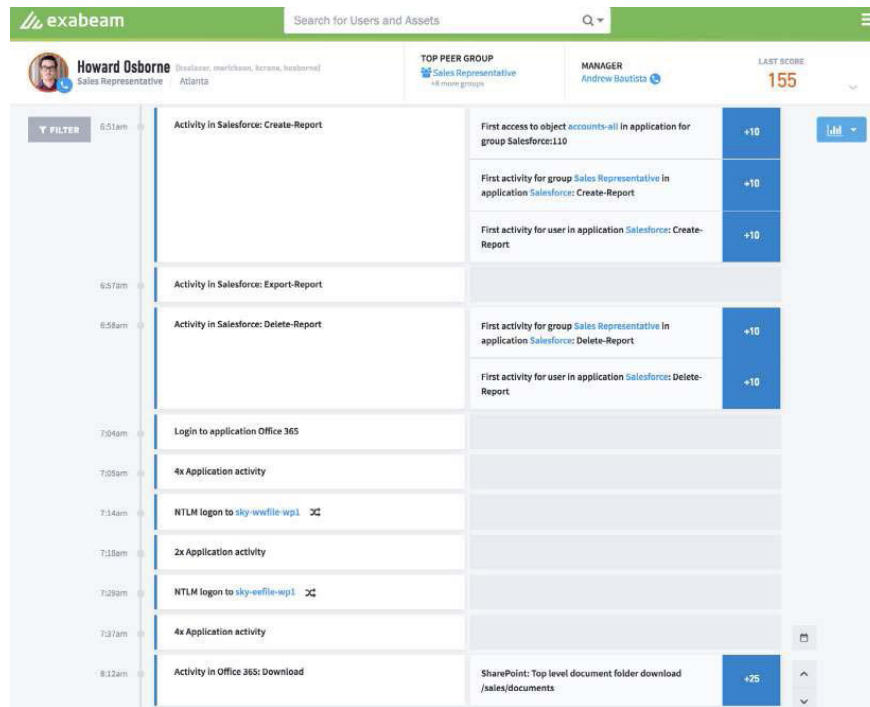 exabeam
Search for Users and Assets
Howard Osborne
Sales Representative Atlanta
TOP PEER GROUP
Sales Representative
+8 more groups
MANAGER
Andrew Bautista
LAST SCORE
155
FILTER
6:51am
Activity in Salesforce: Create-Report
First access to object accounts-all in application for
group Salesforce:110
+10
First activity for group Sales Representative in
application Salesforce: Create-Report
+10
First activity for user in application Salesforce: Create-
Report
+10
6:57am
Activity in Salesforce: Export-Report
6:58am
Activity in Salesforce: Delete-Report
First activity for group Sales Representative in
application Salesforce: Delete-Report
+10
First activity for user in application Salesforce: Delete-
Report
+10
7:04am
Login to application Office 365
7:05am
4x Application activity
7:14am
NTLM logon to sky-wwfile-wp1
2x Application activity
NTLM logon to sky-eefile-wp1
7:37am
4x Application activity
8:12am
Activity in Office 365: Download
SharePoint: Top level document folder download
/sales/documents
+25